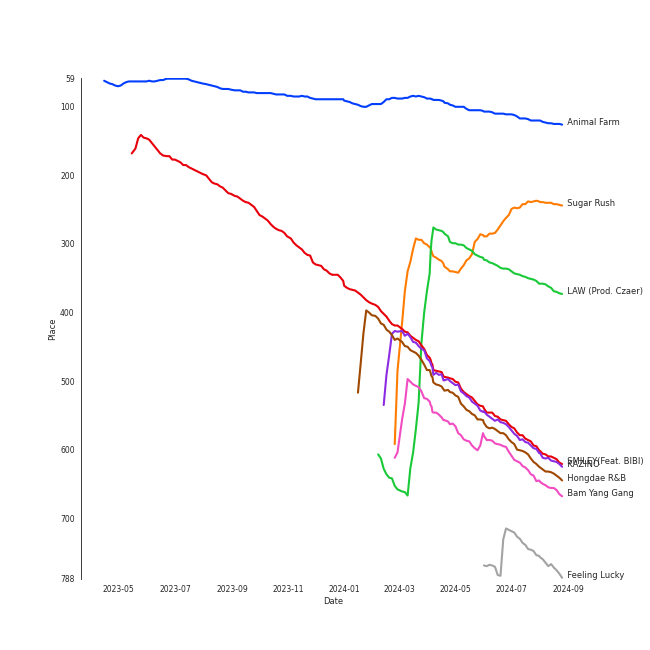 59
100
200
300
400
500
600
700
788
Place
2023-05
2023-07
2023-09
2023-11
2024-01
2024-03
2024-05
2024-07
2024-09
Date
Animal Farm
Sugar Rush
LAW (Prod. Czaer)
SMILEY(Feat. BIBI)
KAZINO
Hongdae R&B
Bam Yang Gang
Feeling Lucky